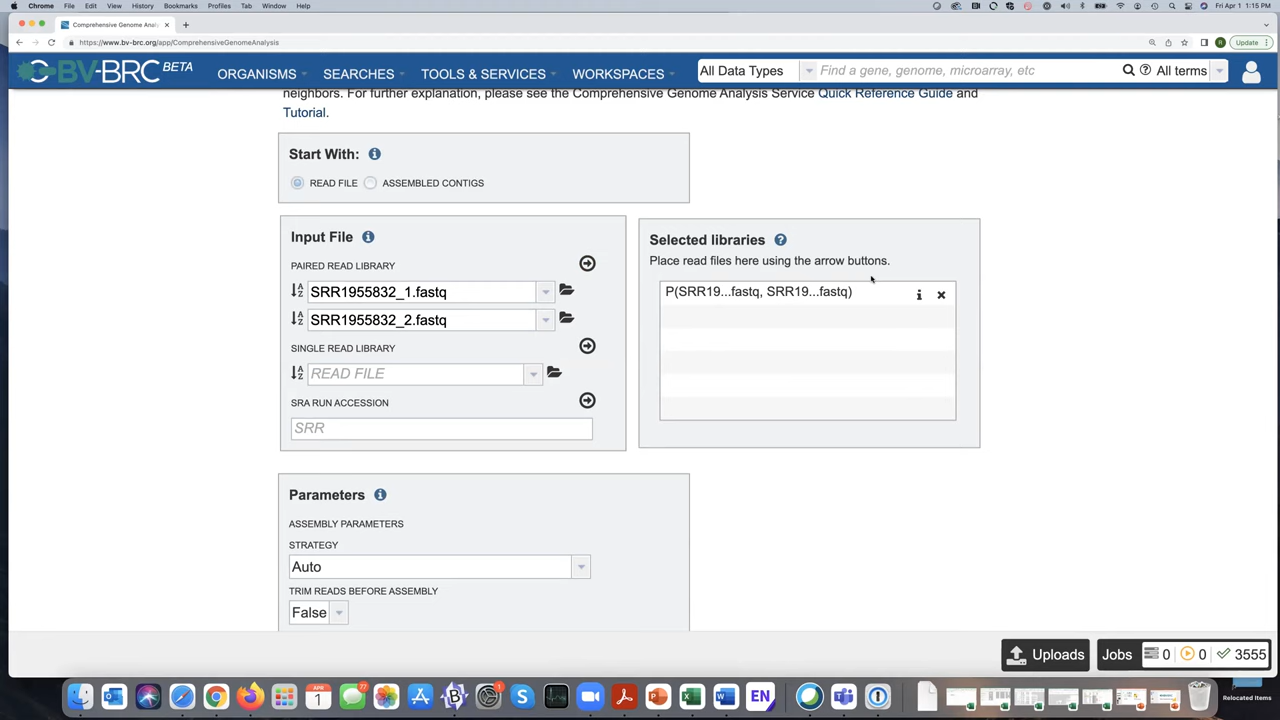 Chrome File Edit View History Bookmarks Profiles Tab Window Help Fri Apr 1 1:15 PM
Comprehensive Genome Analy
https://www.bv-brc.org/app/ComprehensiveGenomeAnalysis R Update
BV-BRC BETA ORGANISMS SEARCHES TOOLS & SERVICES WORKSPACES All Data Types Find a gene, genome, microarray, etc All terms
neighbors. For further explanation, please see the Comprehensive Genome Analysis Service Quick Reference Guide and
Tutorial.
Start With:
READ FILE ASSEMBLED CONTIGS
Input File
PAIRED READ LIBRARY
SRR1955832_1.fastq
SRR1955832_2.fastq
SINGLE READ LIBRARY
READ FILE
SRA RUN ACCESSION
SRR
Selected libraries
Place read files here using the arrow buttons.
P(SRR19...fastq, SRR19...fastq)
Parameters
ASSEMBLY PARAMETERS
STRATEGY
Auto
TRIM READS BEFORE ASSEMBLY
False
Uploads Jobs 0 0 3555
APR 1 EN
Relocated Items